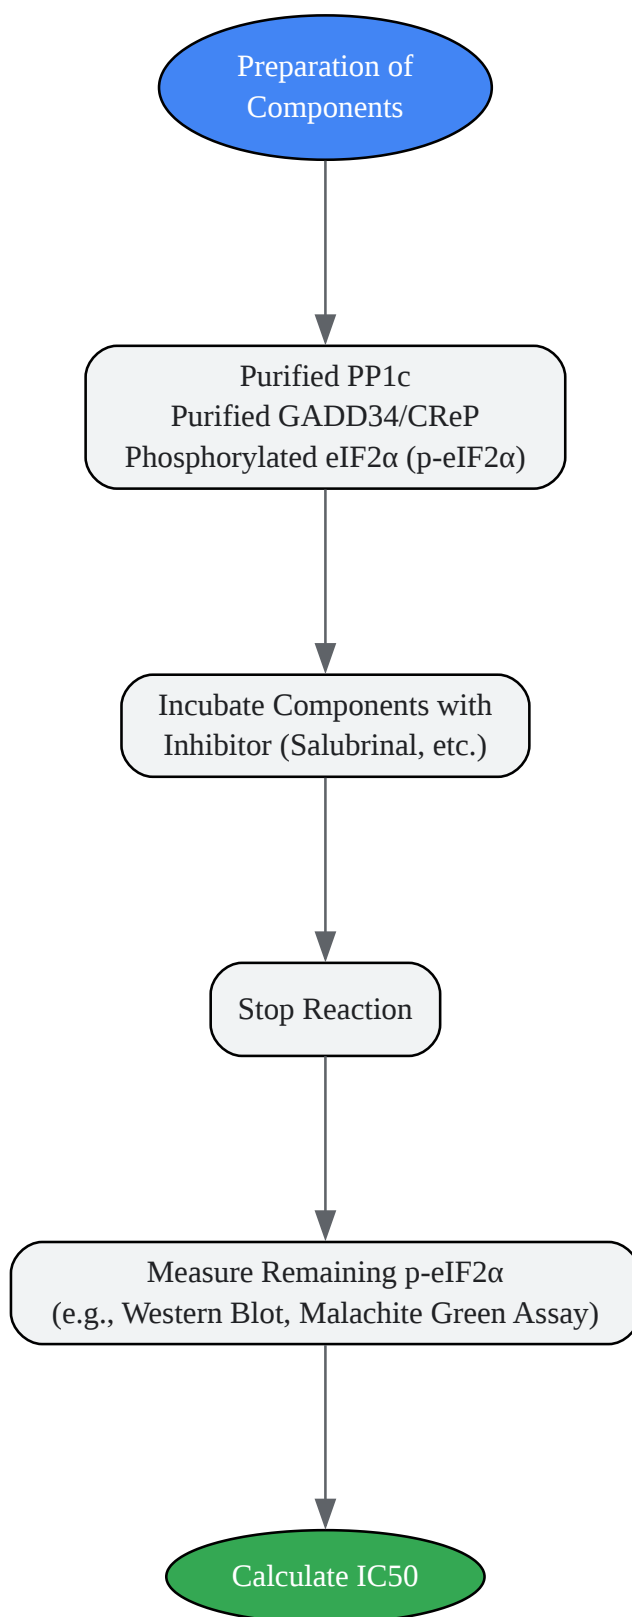 Preparation of
Components
Purified PP1c
Purified GADD34/CReP
Phosphorylated eIF2α (p-eIF2α)
Incubate Components with
Inhibitor (Salubrinal, etc.)
Stop Reaction
Measure Remaining p-eIF2α
(e.g., Western Blot, Malachite Green Assay)
Calculate IC50